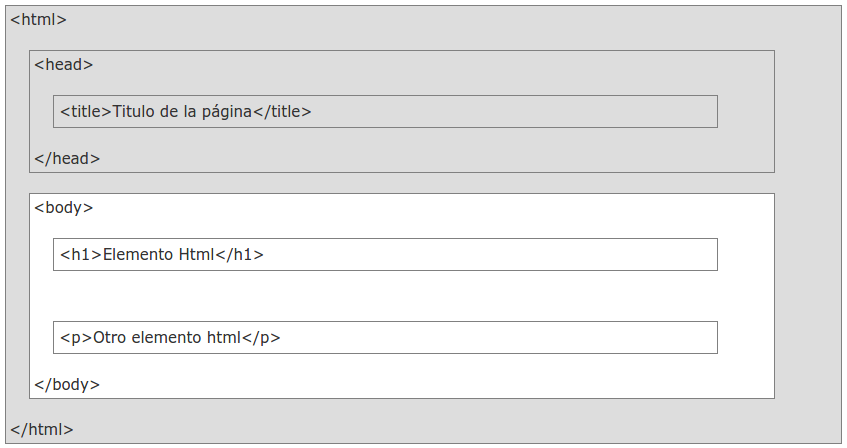 <html>
<head>
<title>Titulo de la página</title>
</head>
<body>
<h1>Elemento Html</h1>
<p>Otro elemento html</p>
</body>
</html>